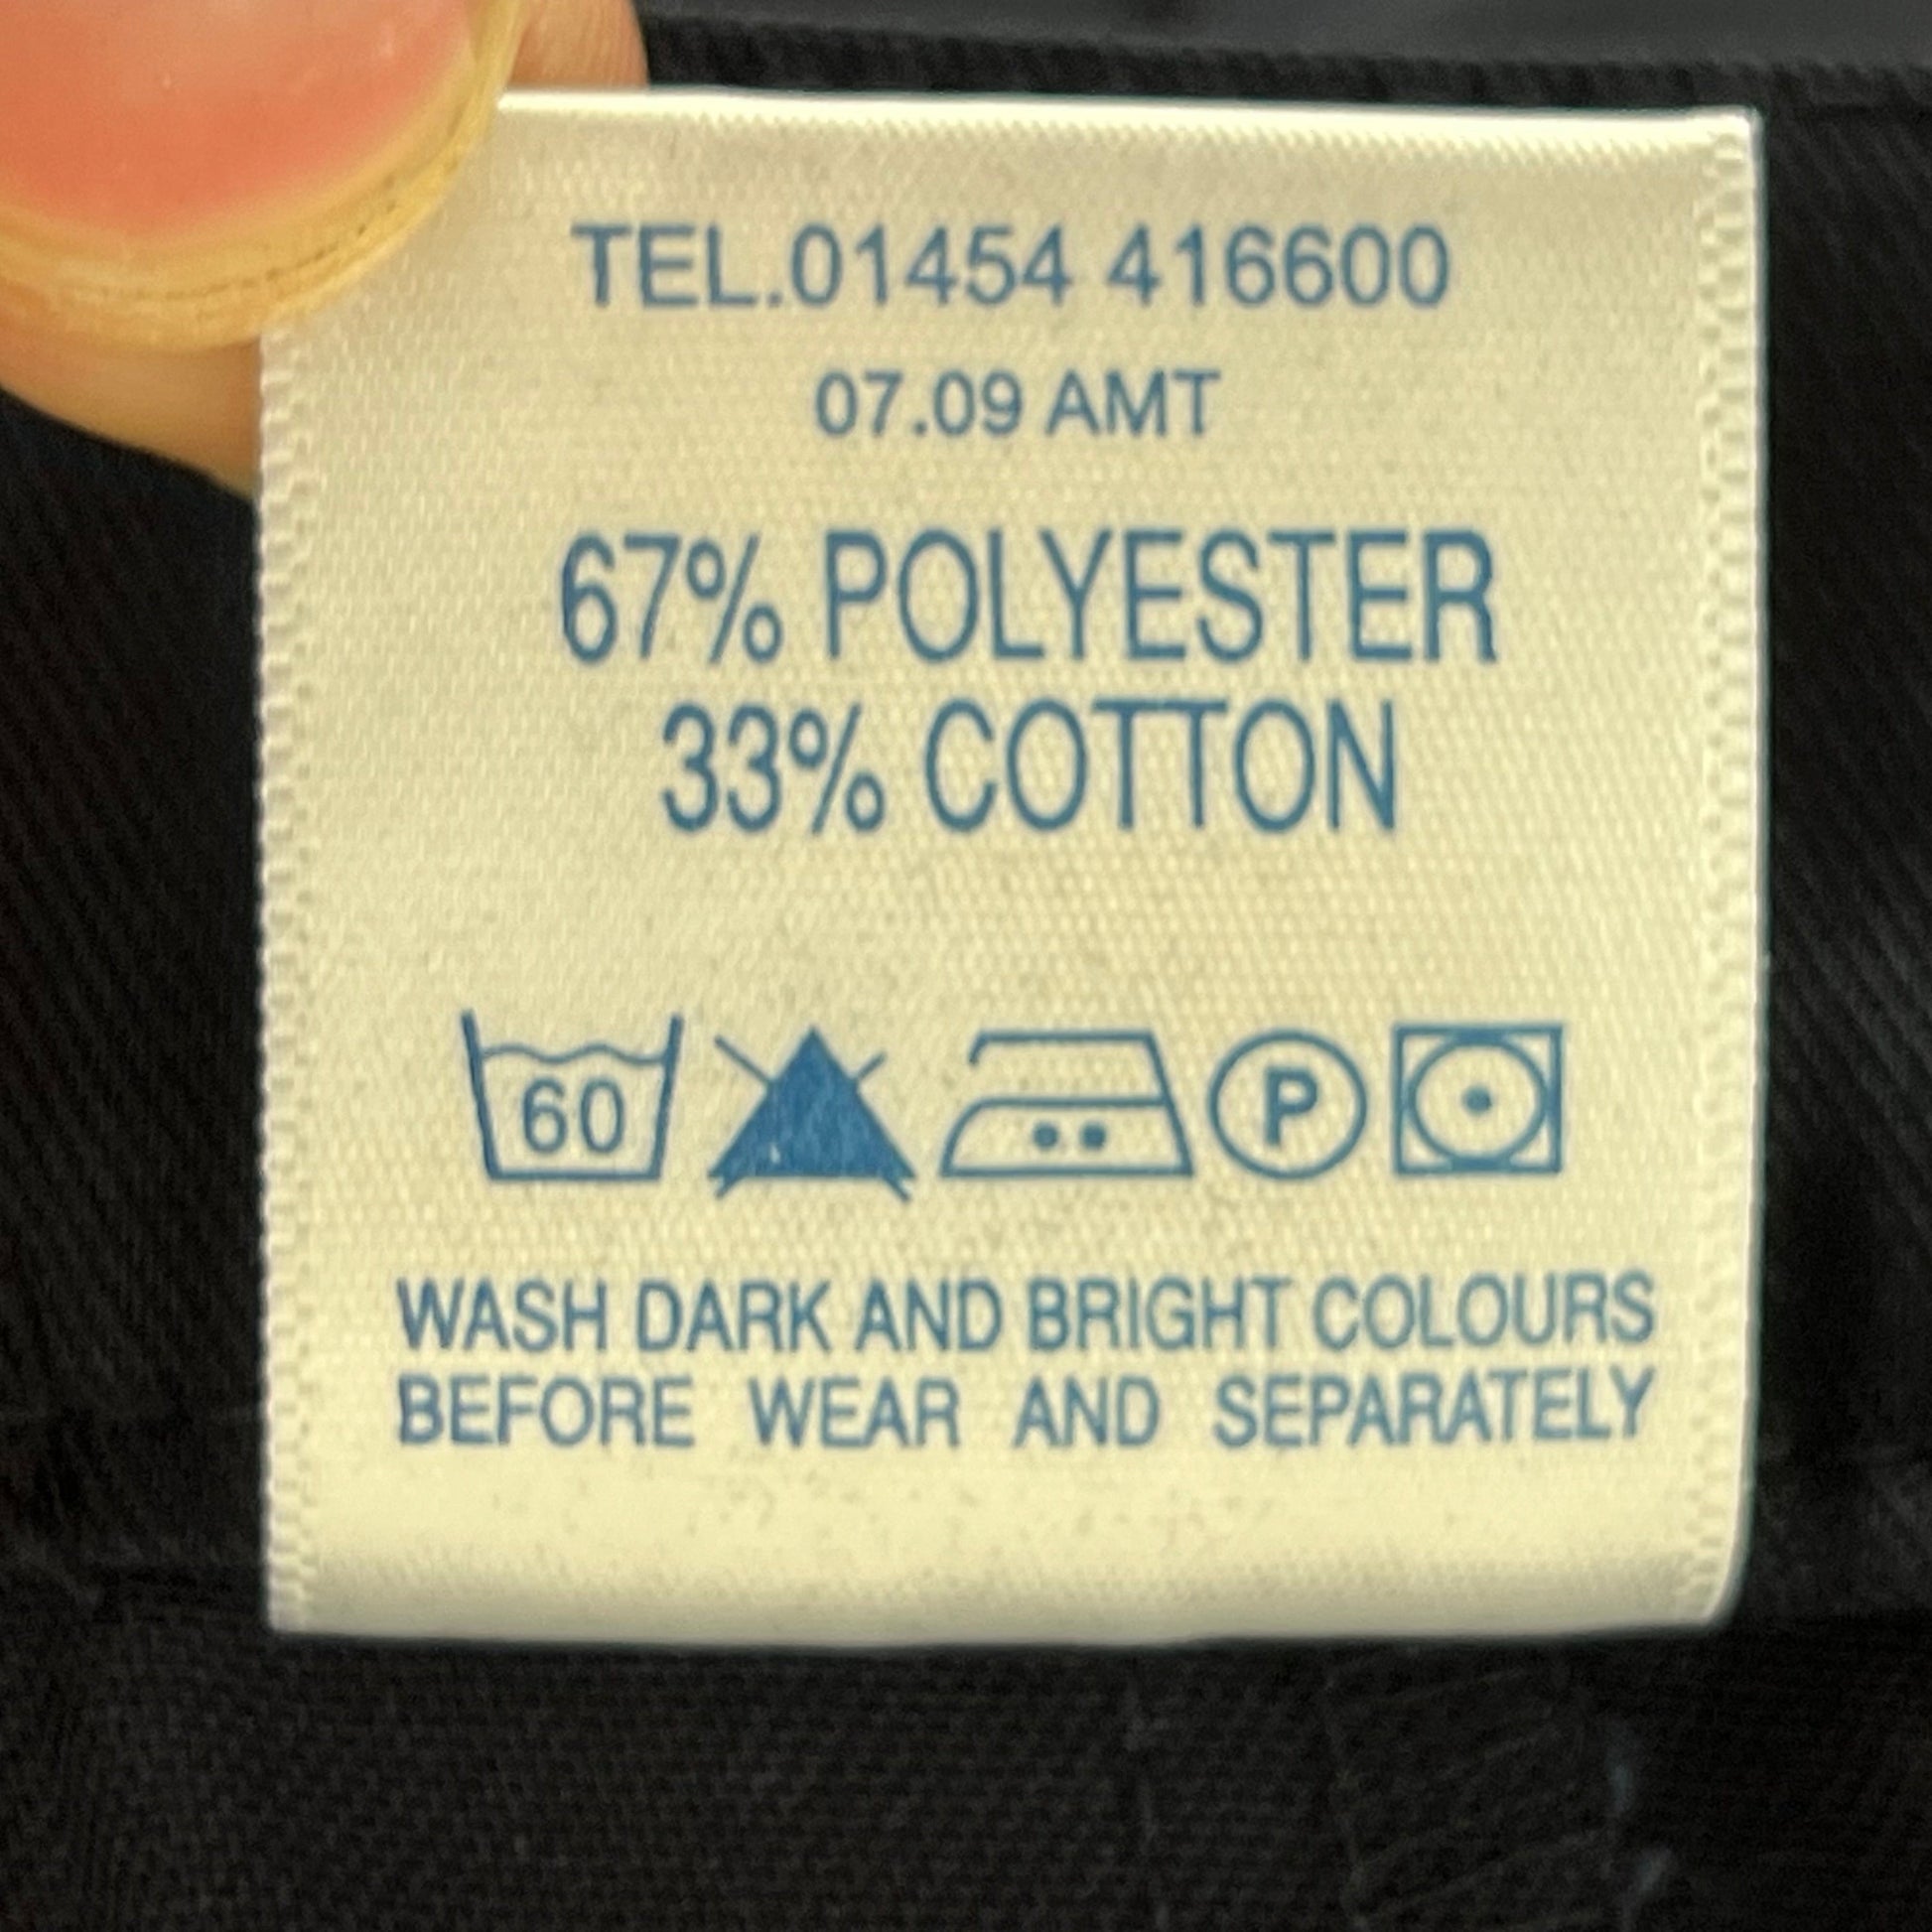 TEL.01454 416600
07.09 AMT
67% POLYESTER
33% COTTON
60 P
WASH DARK AND BRIGHT COLOURS
BEFORE WEAR AND SEPARATELY